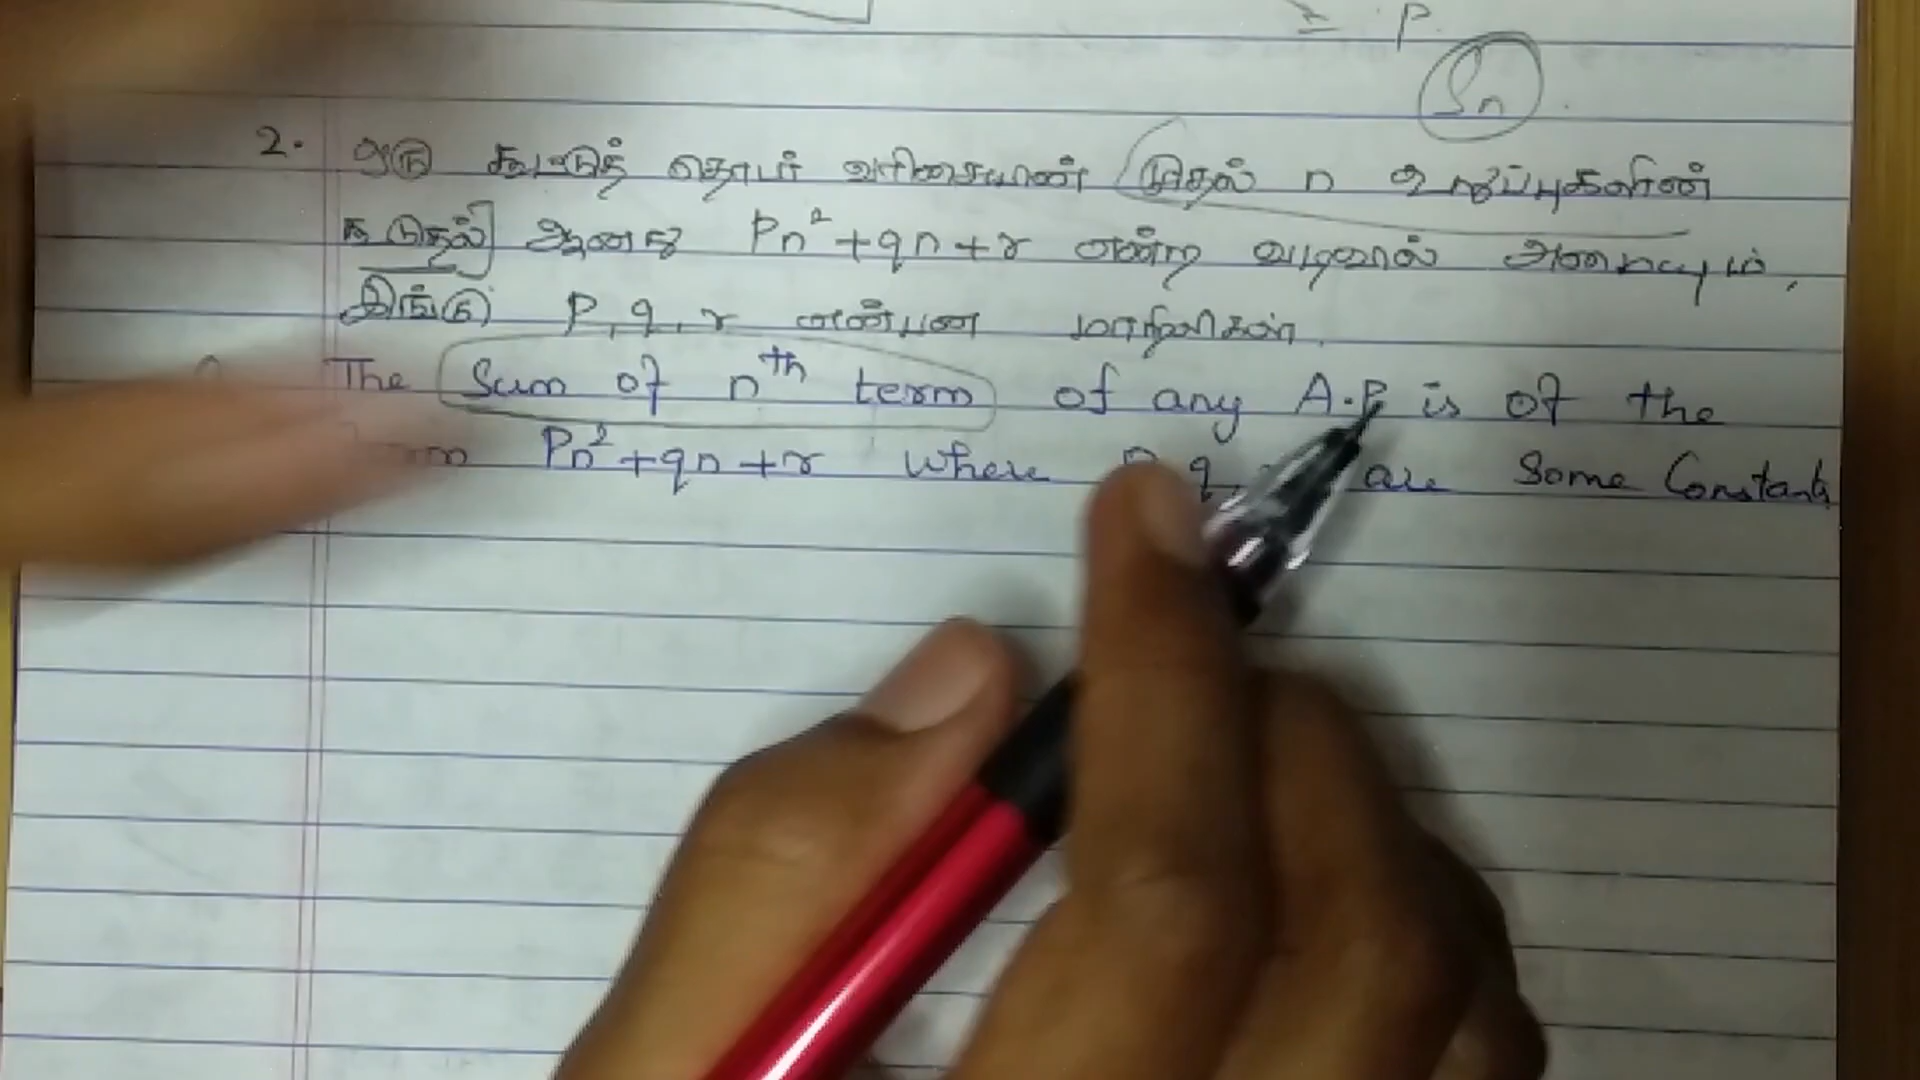 = P
Sn
2. ஒரு கூட்டுத் தொடர் வரிசையான் முதல் n உறுப்புகளின்
கூடுதல் ஆனது Pn²+qn+r என்ற வடிவில் அமையும்,
இங்கு P, q, r என்பன மாறிலிகள்.
The Sum of nth term of any A.P is of the
Pn²+qn+r Where q, are Some Constants